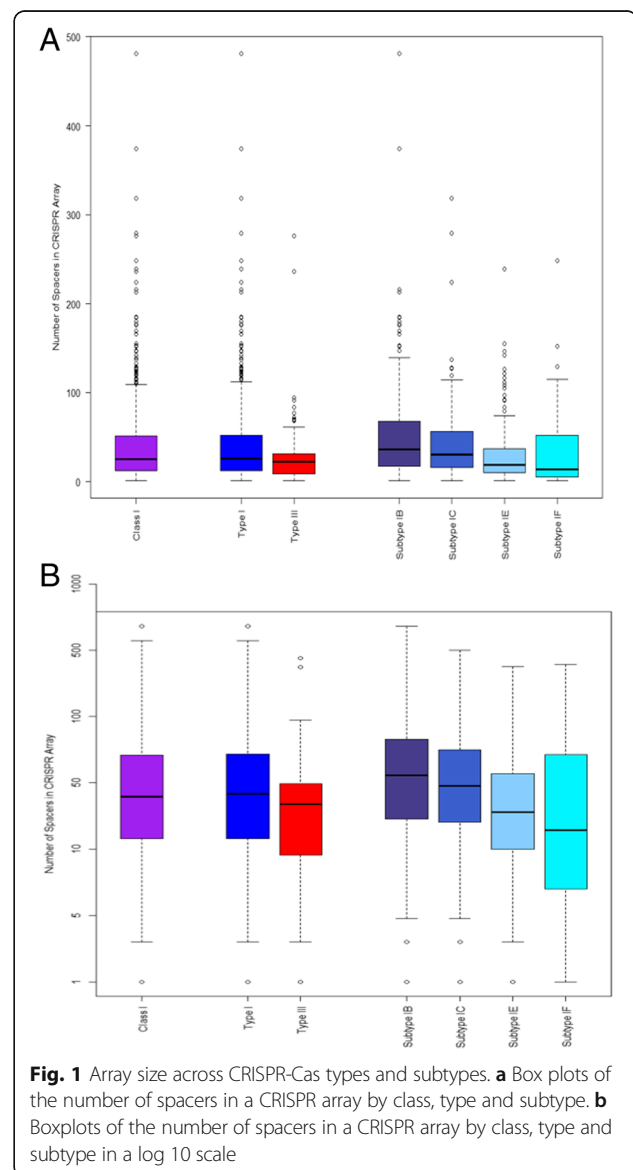 A
Number of Spacers in CRISPR Array
500
400
300
200
100
0
Class I
Type I
Type III
Subtype IB
Subtype IC
Subtype IE
Subtype IF
B
Number of Spacers in CRISPR Array
1000
500
100
50
10
5
1
Class I
Type I
Type III
Subtype IB
Subtype IC
Subtype IE
Subtype IF
Fig. 1 Array size across CRISPR-Cas types and subtypes. a Box plots of
the number of spacers in a CRISPR array by class, type and subtype. b
Boxplots of the number of spacers in a CRISPR array by class, type and
subtype in a log 10 scale